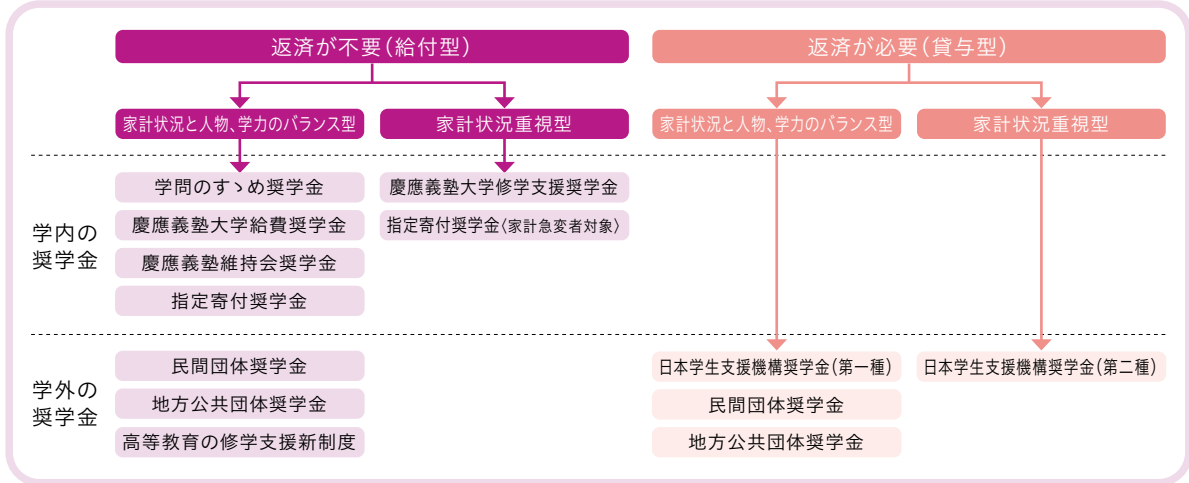 返済が不要(給付型)
返済が必要(貸与型)
家計状況と人物、学力のバランス型
家計状況重視型
家計状況と人物、学力のバランス型
家計状況重視型
学内の
奨学金
学問のすゝめ奨学金
慶應義塾大学給費奨学金
慶應義塾維持会奨学金
指定寄付奨学金
慶應義塾大学修学支援奨学金
指定寄付奨学金〈家計急変者対象〉
学外の
奨学金
民間団体奨学金
地方公共団体奨学金
高等教育の修学支援新制度
日本学生支援機構奨学金(第一種)
民間団体奨学金
地方公共団体奨学金
日本学生支援機構奨学金(第二種)